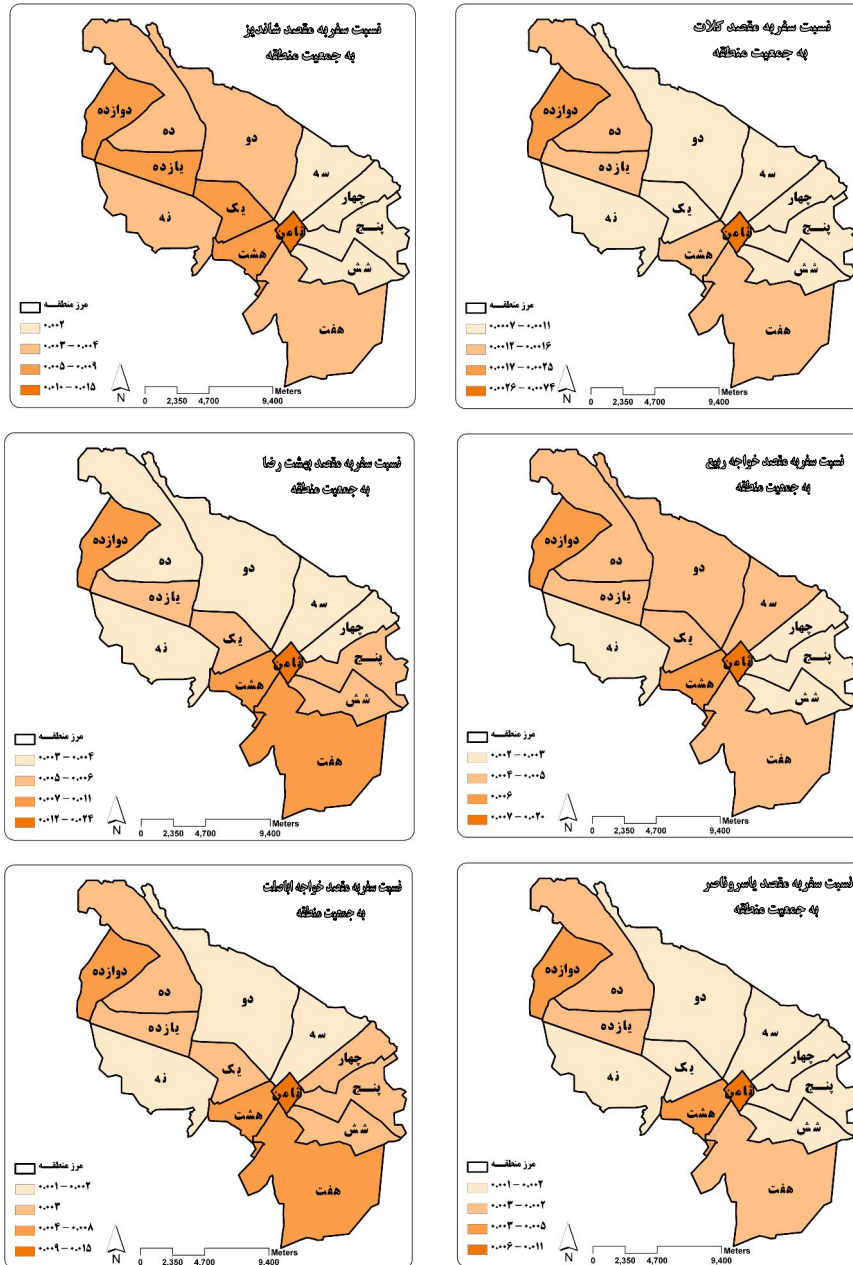 نسبت سفربه مقصد شاندیز
به جمعیت منطقه
دوازده
ده
دو
یازده
سه
چهار
نه
یک
ثامن
پنج
هشت
شش
هفت
مرز منطقه
۰.۰۰۲
۰.۰۰۳ – ۰.۰۰۴
۰.۰۰۵ – ۰.۰۰۹
۰.۰۱۰ – ۰.۰۱۵
N
Meters
0 2,350 4,700 9,400
نسبت سفربه مقصد کلات
به جمعیت منطقه
دوازده
ده
دو
یازده
سه
چهار
نه
یک
ثامن
پنج
هشت
شش
هفت
مرز منطقه
۰.۰۰۰۷ – ۰.۰۰۱۱
۰.۰۰۱۲ – ۰.۰۰۱۶
۰.۰۰۱۷ – ۰.۰۰۲۵
۰.۰۰۲۶ – ۰.۰۰۷۴
N
Meters
0 2,350 4,700 9,400
نسبت سفربه مقصد بهشت رضا
به جمعیت منطقه
دوازده
ده
دو
یازده
سه
چهار
نه
یک
ثامن
پنج
هشت
شش
هفت
مرز منطقه
۰.۰۰۳ – ۰.۰۰۴
۰.۰۰۵ – ۰.۰۰۶
۰.۰۰۷ – ۰.۰۱۱
۰.۰۱۲ – ۰.۰۲۴
N
Meters
0 2,350 4,700 9,400
نسبت سفربه مقصد خواجه ربیع
به جمعیت منطقه
دوازده
ده
دو
یازده
سه
چهار
نه
یک
ثامن
پنج
هشت
شش
هفت
مرز منطقه
۰.۰۰۲ – ۰.۰۰۳
۰.۰۰۴ – ۰.۰۰۵
۰.۰۰۶
۰.۰۰۷ – ۰.۰۲۰
N
Meters
0 2,350 4,700 9,400
نسبت سفربه مقصد خواجه اباصلت
به جمعیت منطقه
دوازده
ده
دو
یازده
سه
چهار
نه
یک
ثامن
پنج
هشت
شش
هفت
مرز منطقه
۰.۰۰۱ – ۰.۰۰۲
۰.۰۰۳
۰.۰۰۴ – ۰.۰۰۸
۰.۰۰۹ – ۰.۰۱۵
N
Meters
0 2,350 4,700 9,400
نسبت سفربه مقصد یاسروناصر
به جمعیت منطقه
دوازده
ده
دو
یازده
سه
چهار
نه
یک
ثامن
پنج
هشت
شش
هفت
مرز منطقه
۰.۰۰۱ – ۰.۰۰۲
۰.۰۰۳ – ۰.۰۰۲
۰.۰۰۳ – ۰.۰۰۵
۰.۰۰۶ – ۰.۰۱۱
N
Meters
0 2,350 4,700 9,400